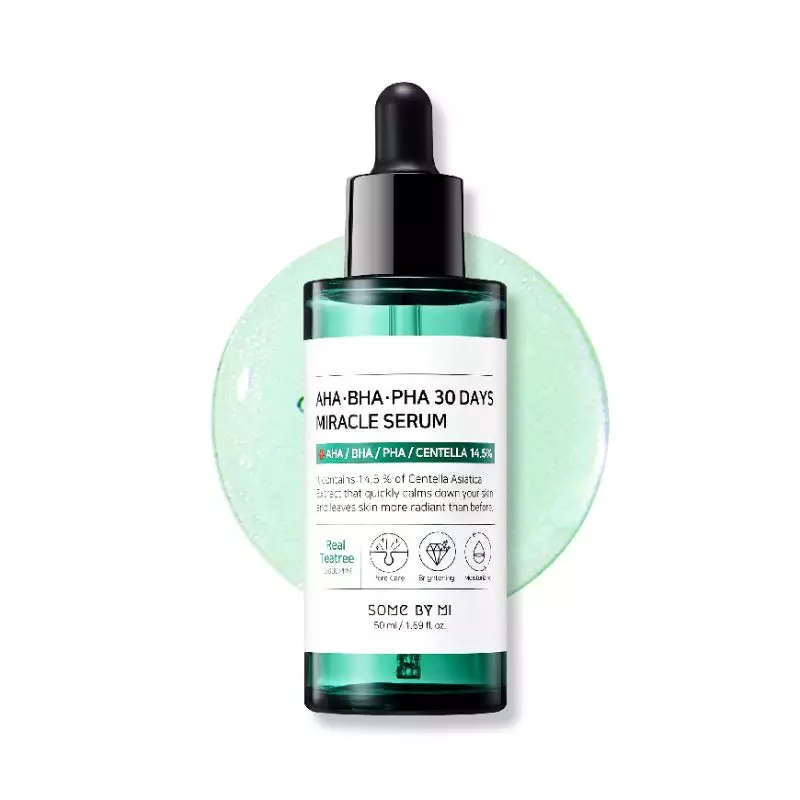 AHA·BHA·PHA 30 DAYS
MIRACLE SERUM
AHA / BHA / PHA / CENTELLA 14.5%
It contains 14.5 % of Centella Asiatica
Extract that quickly calms down your skin
and leaves skin more radiant than before.
Real
Teatree
Pore Care
Brightening
Moisturizing
SOME BY MI
50 ml / 1.69 fl. oz.